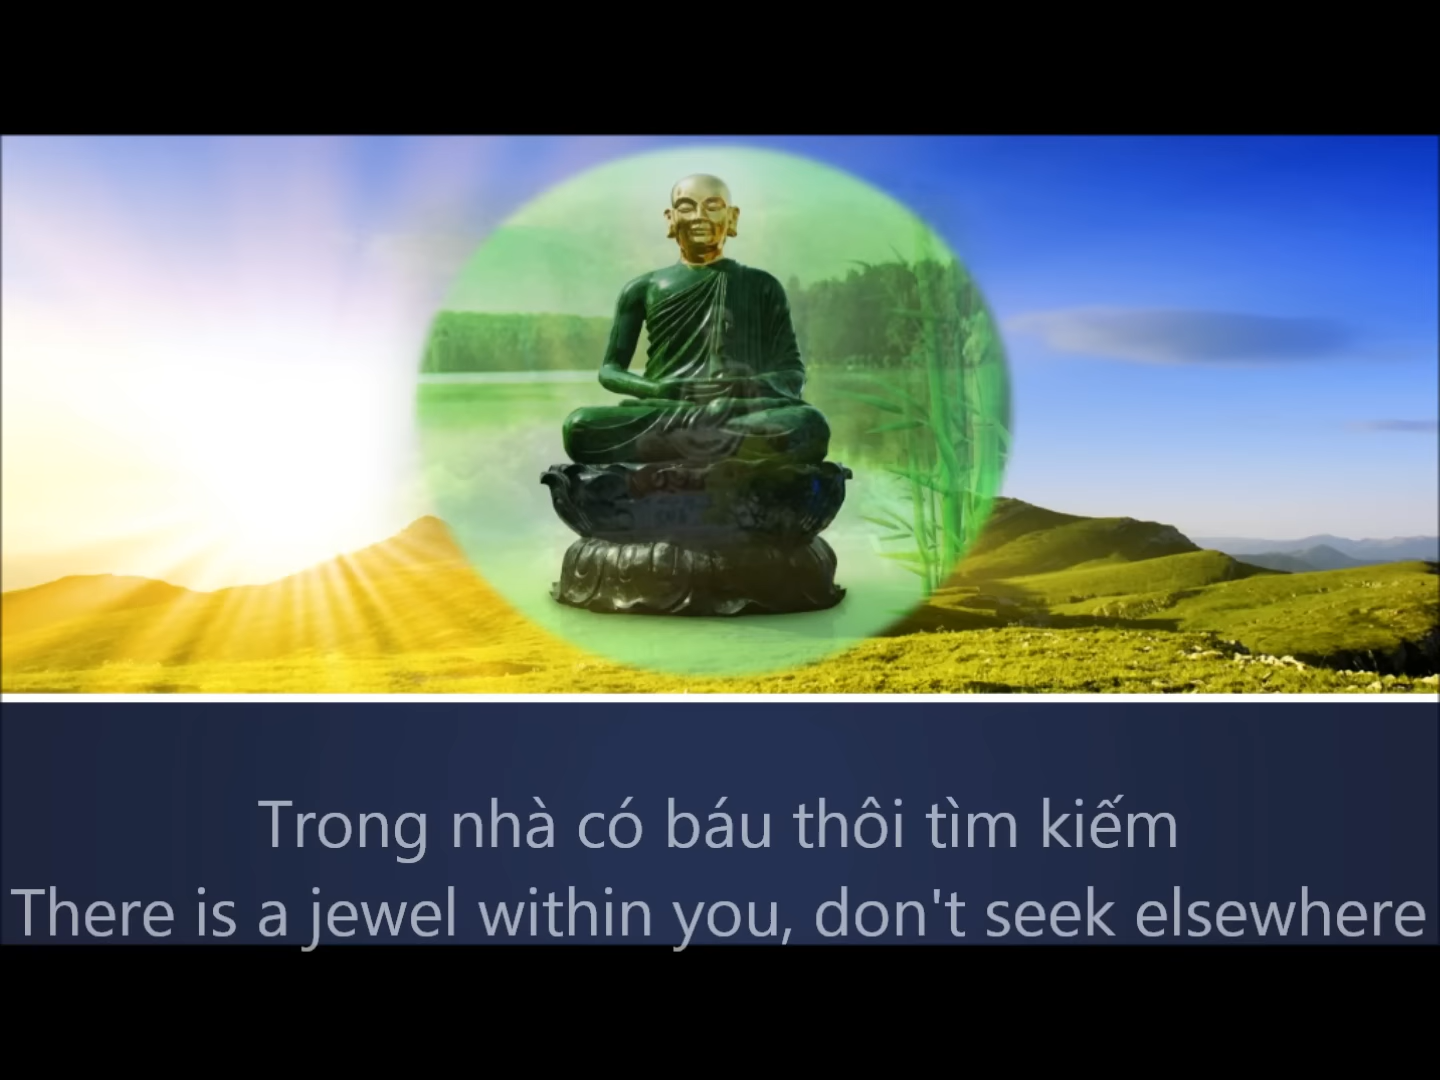 Trong nhà có báu thôi tìm kiếm
There is a jewel within you, don't seek elsewhere